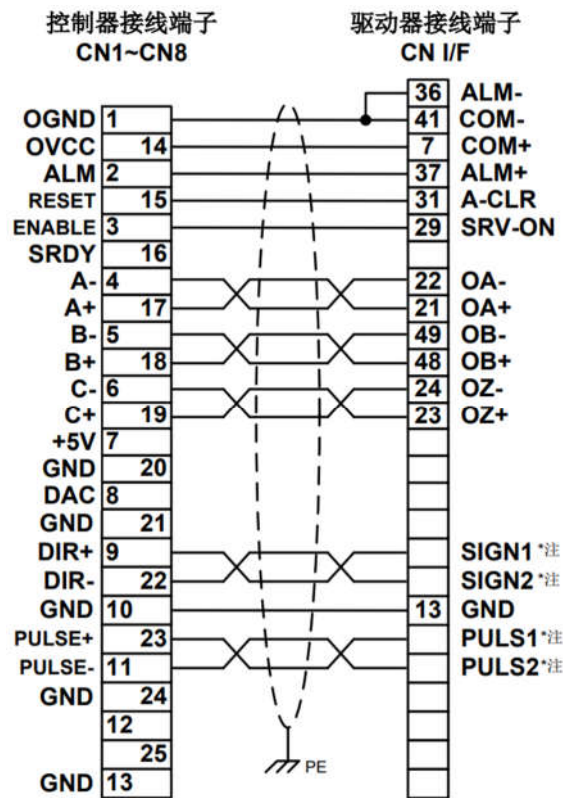 控制器接线端子 驱动器接线端子
CN1~CN8 CN I/F
36 ALM-
OGND 1 41 COM-
OVCC 14 7 COM+
ALM 2 37 ALM+
RESET 15 31 A-CLR
ENABLE 3 29 SRV-ON
SRDY 16
A- 4 22 OA-
A+ 17 21 OA+
B- 5 49 OB-
B+ 18 48 OB+
C- 6 24 OZ-
C+ 19 23 OZ+
+5V 7
GND 20
DAC 8
GND 21
DIR+ 9 SIGN1 *注
DIR- 22 SIGN2 *注
GND 10 13 GND
PULSE+ 23 PULS1 *注
PULSE- 11 PULS2 *注
GND 24
12
25
GND 13
PE